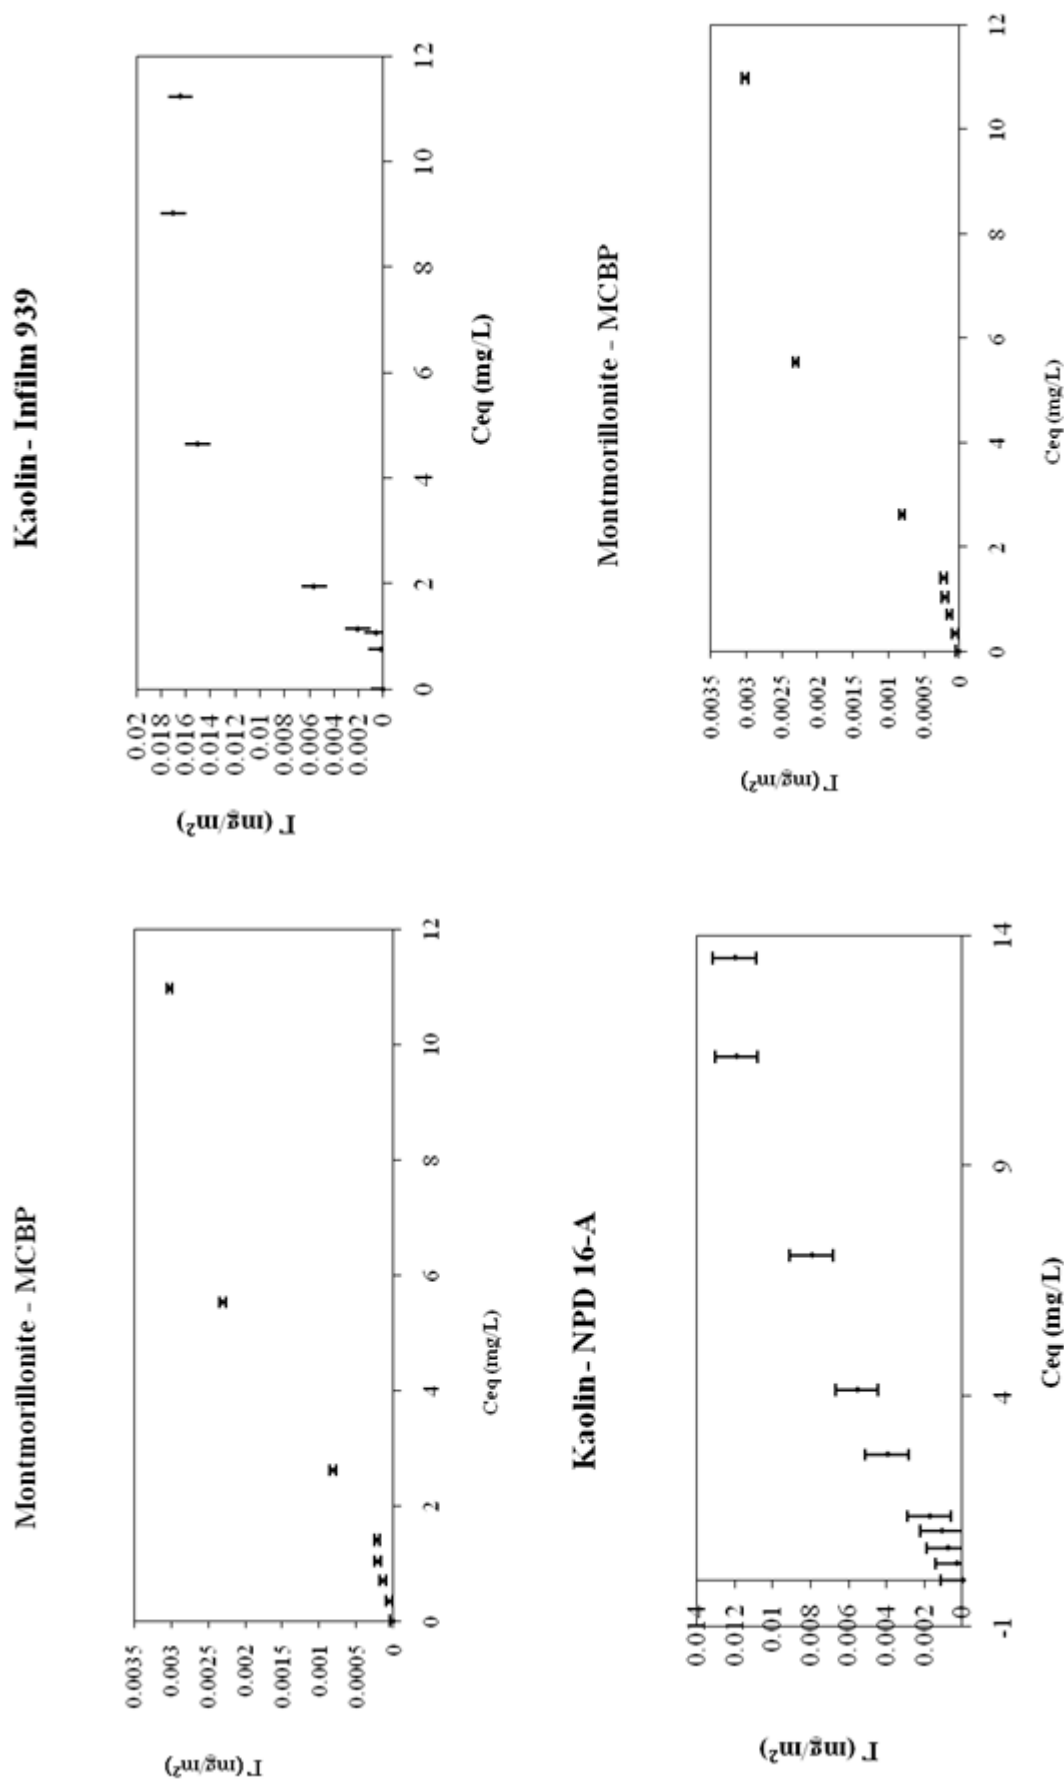 Montmorillonite - MCBP
Γ (mg/m²)
0.0035
0.003
0.0025
0.002
0.0015
0.001
0.0005
0
0 2 4 6 8 10 12
Ceq (mg/L)
Kaolin - Infilm 939
Γ (mg/m²)
0.02
0.018
0.016
0.014
0.012
0.01
0.008
0.006
0.004
0.002
0
0 2 4 6 8 10 12
Ceq (mg/L)
Kaolin - NPD 16-A
Γ (mg/m²)
0.014
0.012
0.01
0.008
0.006
0.004
0.002
0
-1 4 9 14
Ceq (mg/L)
Montmorillonite - MCBP
Γ (mg/m²)
0.0035
0.003
0.0025
0.002
0.0015
0.001
0.0005
0
0 2 4 6 8 10 12
Ceq (mg/L)